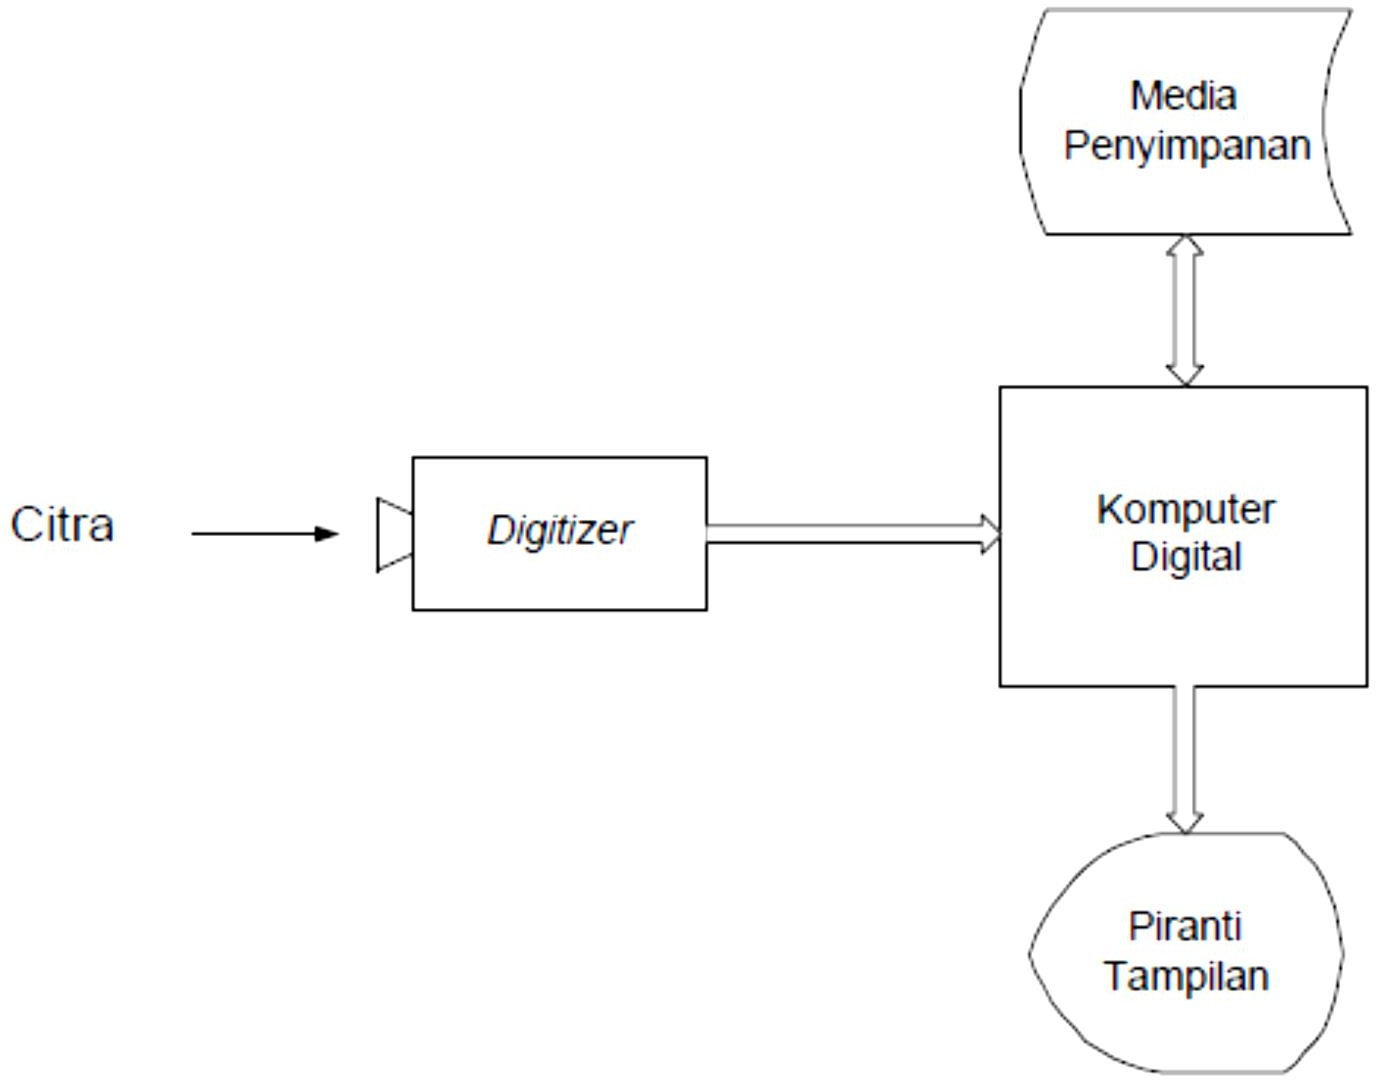 Media
Penyimpanan
Citra
Digitizer
Komputer
Digital
Piranti
Tampilan